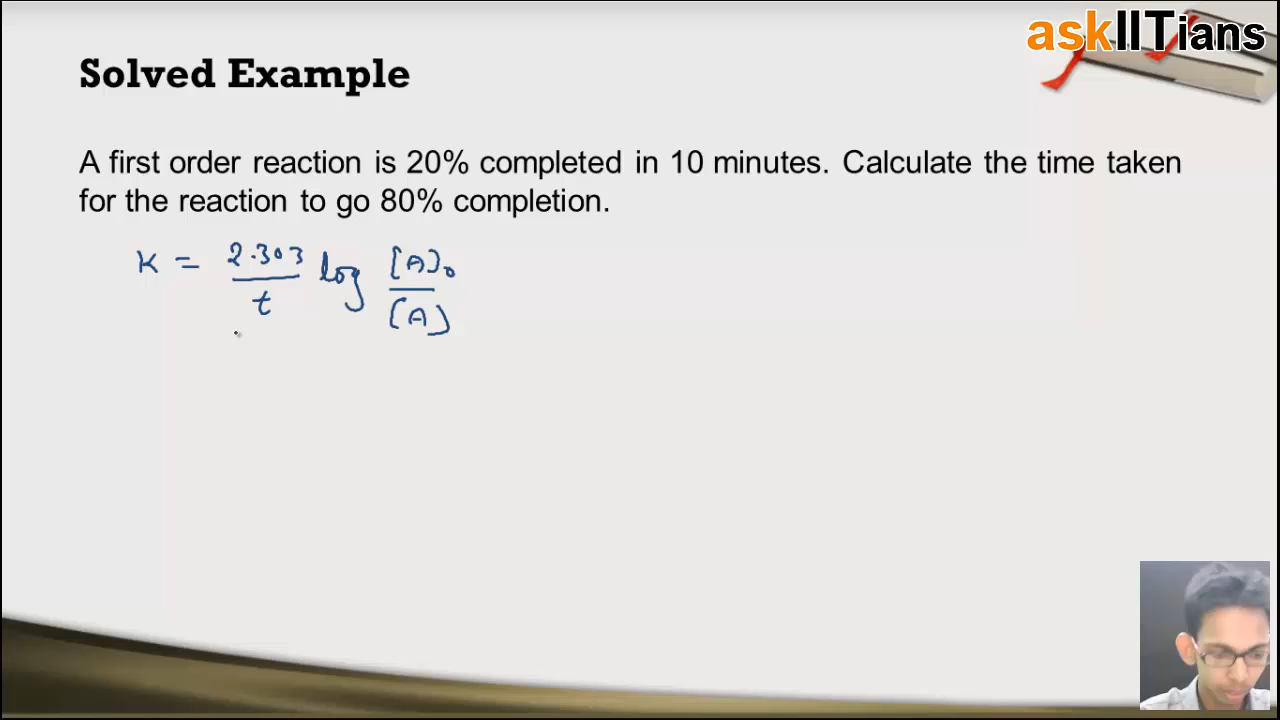 askIITians
Solved Example
A first order reaction is 20% completed in 10 minutes. Calculate the time taken
for the reaction to go 80% completion.
K = 2.303/t log [A]₀/[A]